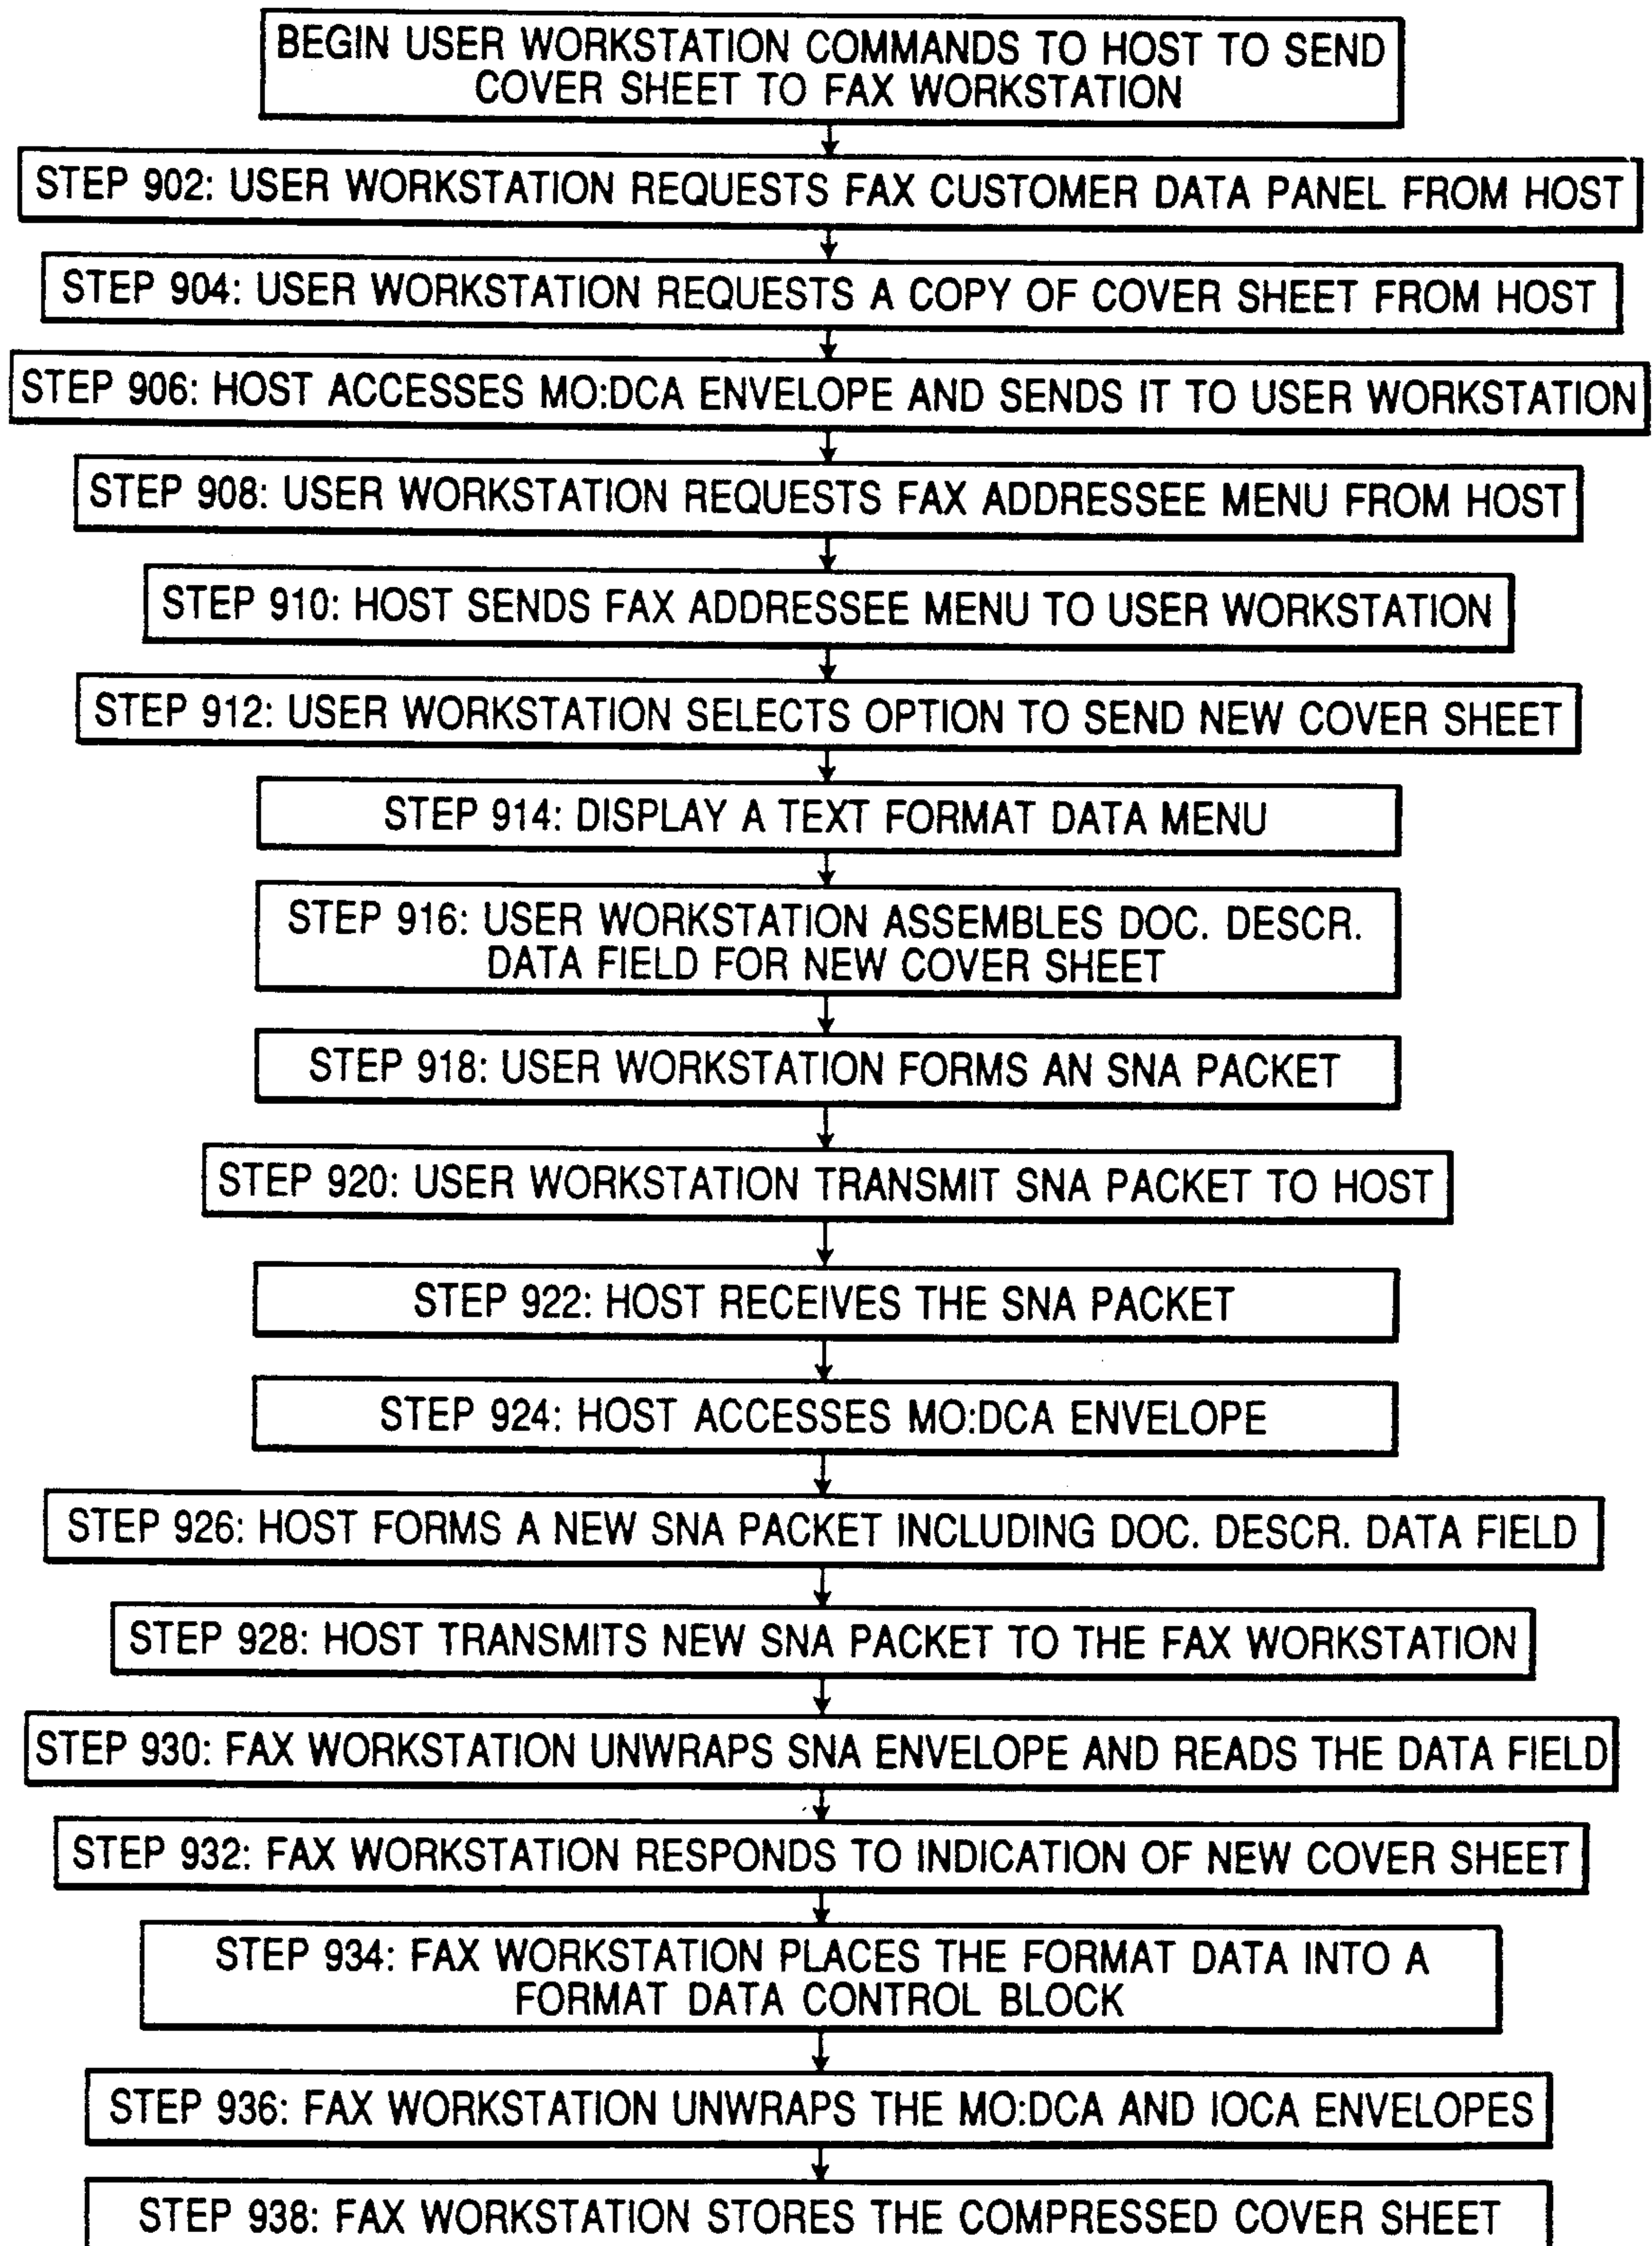 BEGIN USER WORKSTATION COMMANDS TO HOST TO SEND
COVER SHEET TO FAX WORKSTATION
STEP 902: USER WORKSTATION REQUESTS FAX CUSTOMER DATA PANEL FROM HOST
STEP 904: USER WORKSTATION REQUESTS A COPY OF COVER SHEET FROM HOST
STEP 906: HOST ACCESSES MO:DCA ENVELOPE AND SENDS IT TO USER WORKSTATION
STEP 908: USER WORKSTATION REQUESTS FAX ADDRESSEE MENU FROM HOST
STEP 910: HOST SENDS FAX ADDRESSEE MENU TO USER WORKSTATION
STEP 912: USER WORKSTATION SELECTS OPTION TO SEND NEW COVER SHEET
STEP 914: DISPLAY A TEXT FORMAT DATA MENU
STEP 916: USER WORKSTATION ASSEMBLES DOC. DESCR.
DATA FIELD FOR NEW COVER SHEET
STEP 918: USER WORKSTATION FORMS AN SNA PACKET
STEP 920: USER WORKSTATION TRANSMIT SNA PACKET TO HOST
STEP 922: HOST RECEIVES THE SNA PACKET
STEP 924: HOST ACCESSES MO:DCA ENVELOPE
STEP 926: HOST FORMS A NEW SNA PACKET INCLUDING DOC. DESCR. DATA FIELD
STEP 928: HOST TRANSMITS NEW SNA PACKET TO THE FAX WORKSTATION
STEP 930: FAX WORKSTATION UNWRAPS SNA ENVELOPE AND READS THE DATA FIELD
STEP 932: FAX WORKSTATION RESPONDS TO INDICATION OF NEW COVER SHEET
STEP 934: FAX WORKSTATION PLACES THE FORMAT DATA INTO A
FORMAT DATA CONTROL BLOCK
STEP 936: FAX WORKSTATION UNWRAPS THE MO:DCA AND IOCA ENVELOPES
STEP 938: FAX WORKSTATION STORES THE COMPRESSED COVER SHEET